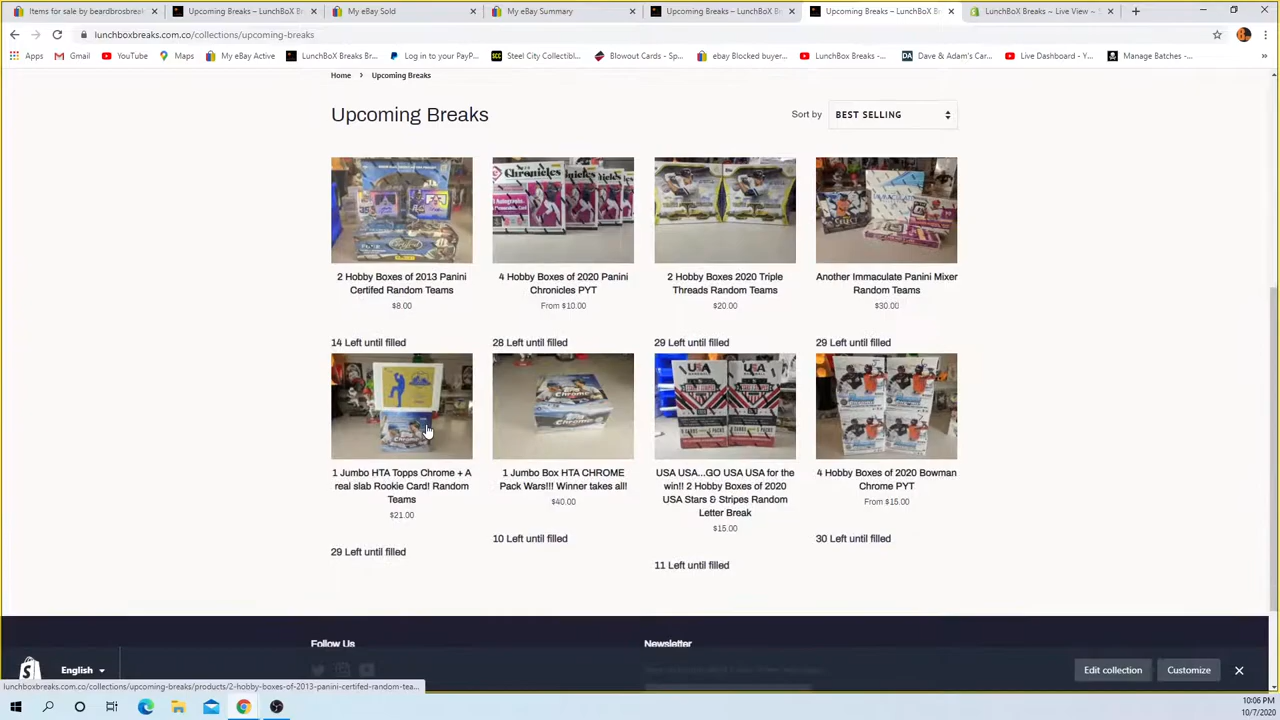 Items for sale by beardbrosbreak
Upcoming Breaks – LunchBoX B
My eBay Sold
My eBay Summary
Upcoming Breaks – LunchBoX B
Upcoming Breaks – LunchBoX B
LunchBoX Breaks ~ Live View ~ S
lunchboxbreaks.com.co/collections/upcoming-breaks
Apps
Gmail
YouTube
Maps
My eBay Active
LunchBOX Breaks Br...
Log in to your PayP...
Steel City Collectibl...
Blowout Cards - Sp...
ebay Blocked buyer...
LunchBox Breaks -...
Dave & Adam's Car...
Live Dashboard - Y...
Manage Batches -...
Home > Upcoming Breaks
Upcoming Breaks
Sort by BEST SELLING
2 Hobby Boxes of 2013 Panini
Certifed Random Teams
$8.00
14 Left until filled
4 Hobby Boxes of 2020 Panini
Chronicles PYT
From $10.00
28 Left until filled
2 Hobby Boxes 2020 Triple
Threads Random Teams
$20.00
29 Left until filled
Another Immaculate Panini Mixer
Random Teams
$30.00
29 Left until filled
1 Jumbo HTA Topps Chrome + A
real slab Rookie Card! Random
Teams
$21.00
29 Left until filled
1 Jumbo Box HTA CHROME
Pack Wars!!! Winner takes all!
$40.00
10 Left until filled
USA USA...GO USA USA for the
win!! 2 Hobby Boxes of 2020
USA Stars & Stripes Random
Letter Break
$15.00
11 Left until filled
4 Hobby Boxes of 2020 Bowman
Chrome PYT
From $15.00
30 Left until filled
Follow Us
Newsletter
English
Edit collection
Customize
lunchboxbreaks.com.co/collections/upcoming-breaks/products/2-hobby-boxes-of-2013-panini-certifed-random-tea...
10:06 PM
10/7/2020